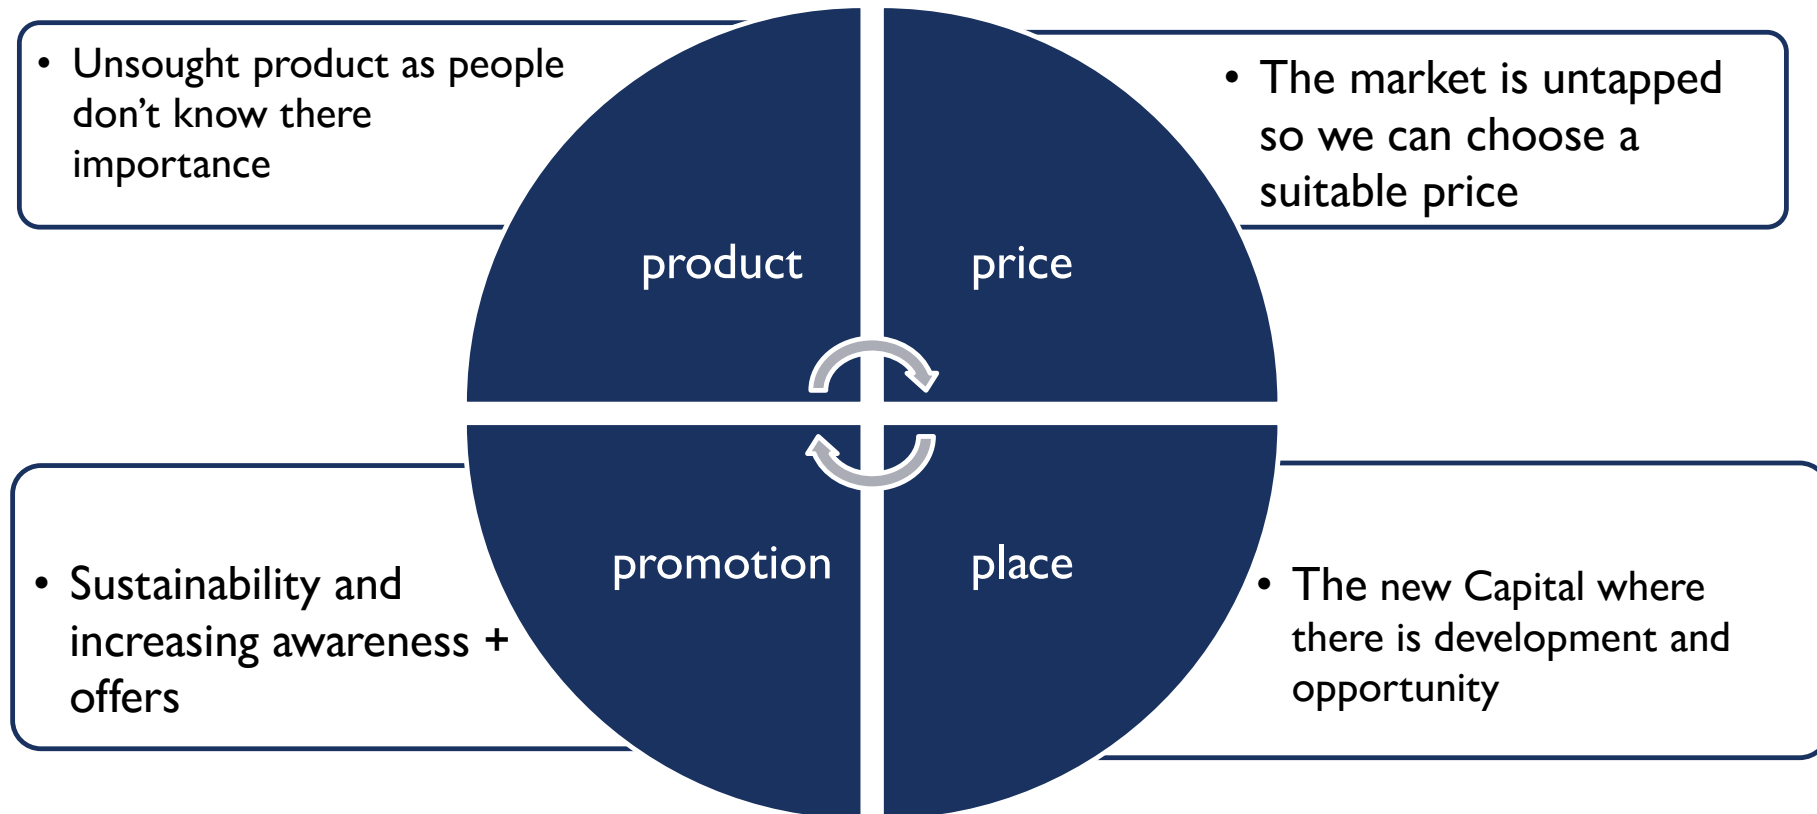 • Unsought product as people
don’t know there
importance
• The market is untapped
so we can choose a
suitable price
product
price
promotion
place
• Sustainability and
increasing awareness +
offers
• The new Capital where
there is development and
opportunity